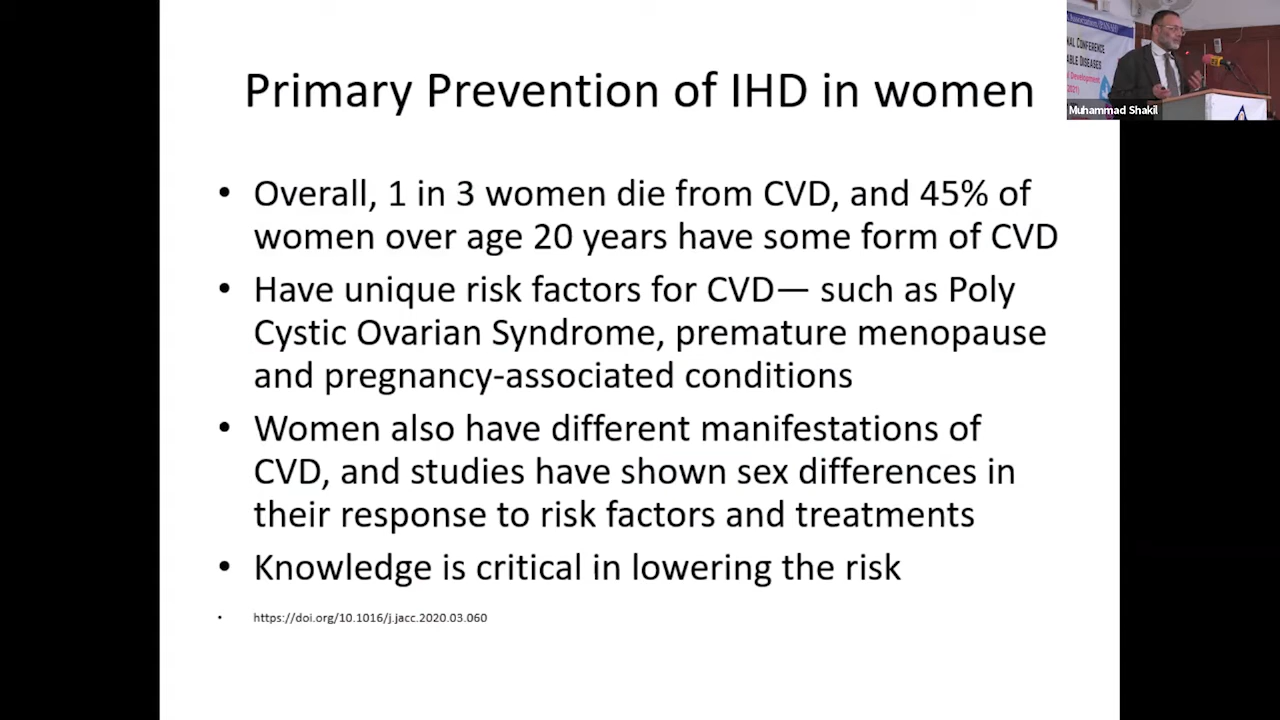 Primary Prevention of IHD in women
• Overall, 1 in 3 women die from CVD, and 45% of
women over age 20 years have some form of CVD
• Have unique risk factors for CVD— such as Poly
Cystic Ovarian Syndrome, premature menopause
and pregnancy-associated conditions
• Women also have different manifestations of
CVD, and studies have shown sex differences in
their response to risk factors and treatments
• Knowledge is critical in lowering the risk
• https://doi.org/10.1016/j.jacc.2020.03.060
CONFERENCE
DISEASES
Development
2021)
Muhammad Shakil